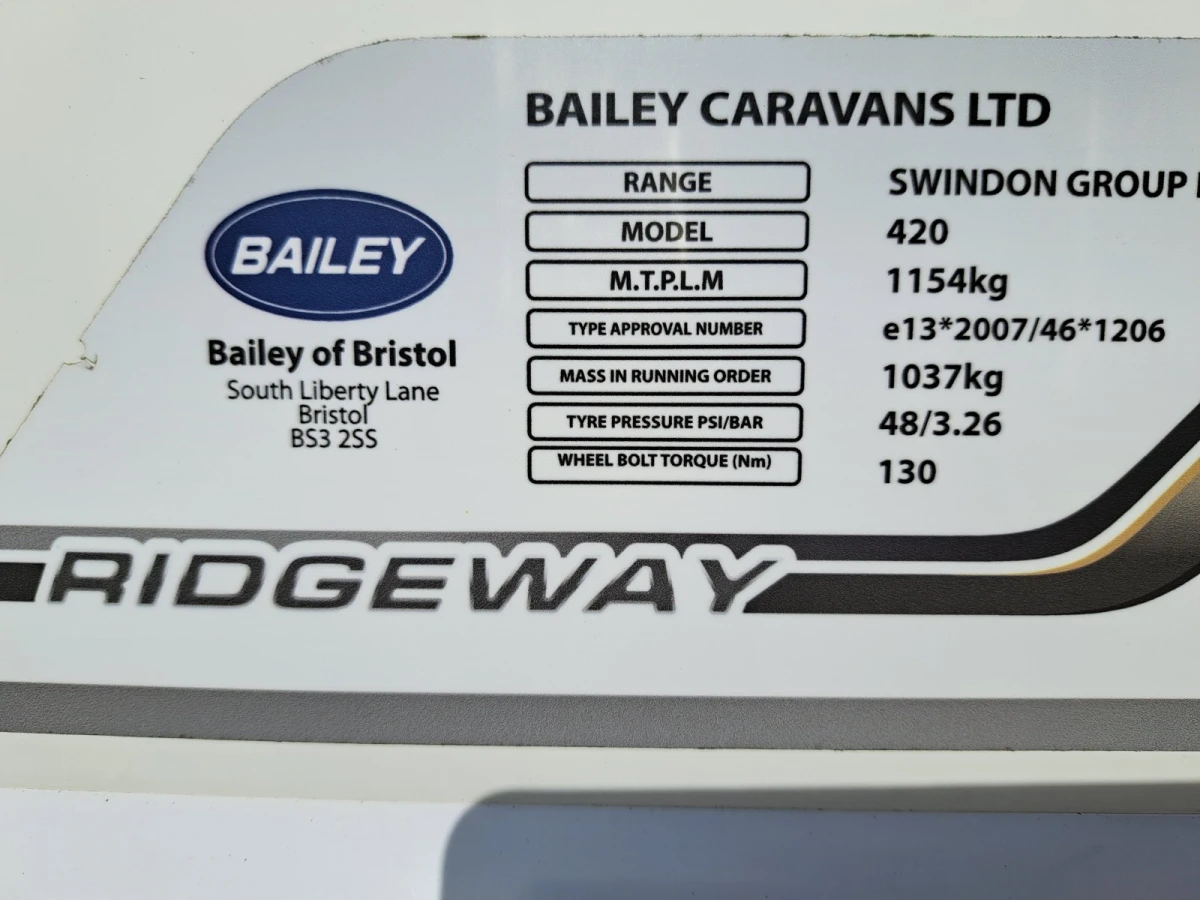 BAILEY CARAVANS LTD
RANGE SWINDON GROUP
MODEL 420
M.T.P.L.M 1154kg
TYPE APPROVAL NUMBER e13*2007/46*1206
MASS IN RUNNING ORDER 1037kg
TYRE PRESSURE PSI/BAR 48/3.26
WHEEL BOLT TORQUE (Nm) 130
BAILEY
Bailey of Bristol
South Liberty Lane
Bristol
BS3 2SS
RIDGEWAY